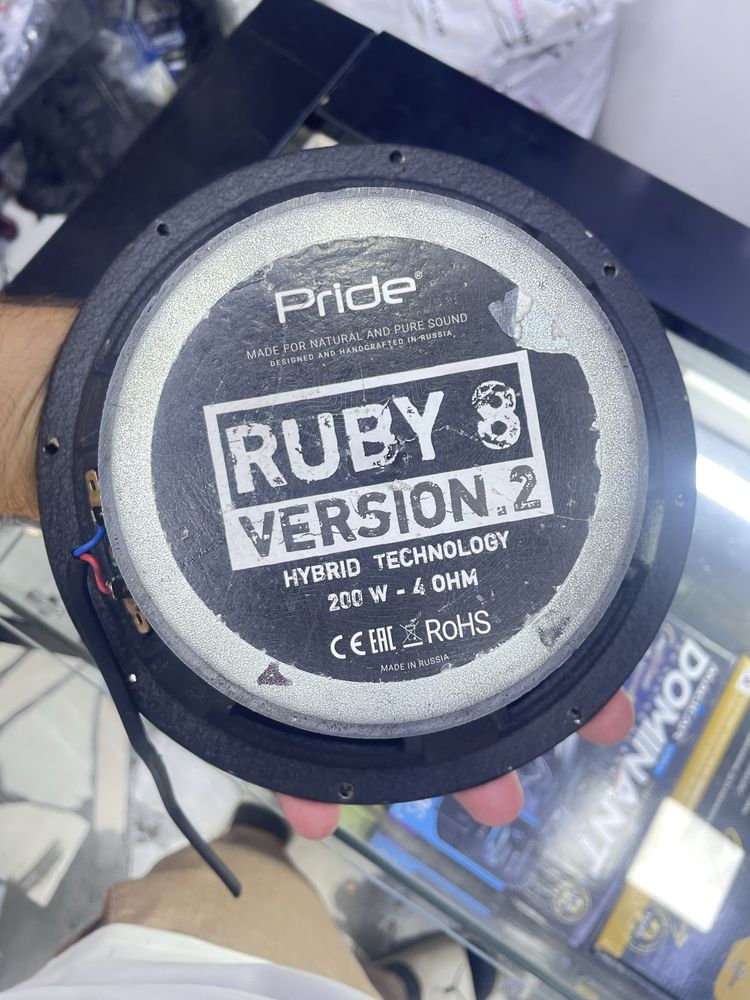 Pride®
MADE FOR NATURAL AND PURE SOUND
DESIGNED AND HANDCRAFTED IN RUSSIA
RUBY 8
VERSION.2
HYBRID TECHNOLOGY
200 W - 4 OHM
CE EAC RoHS
MADE IN RUSSIA
DOMINANT